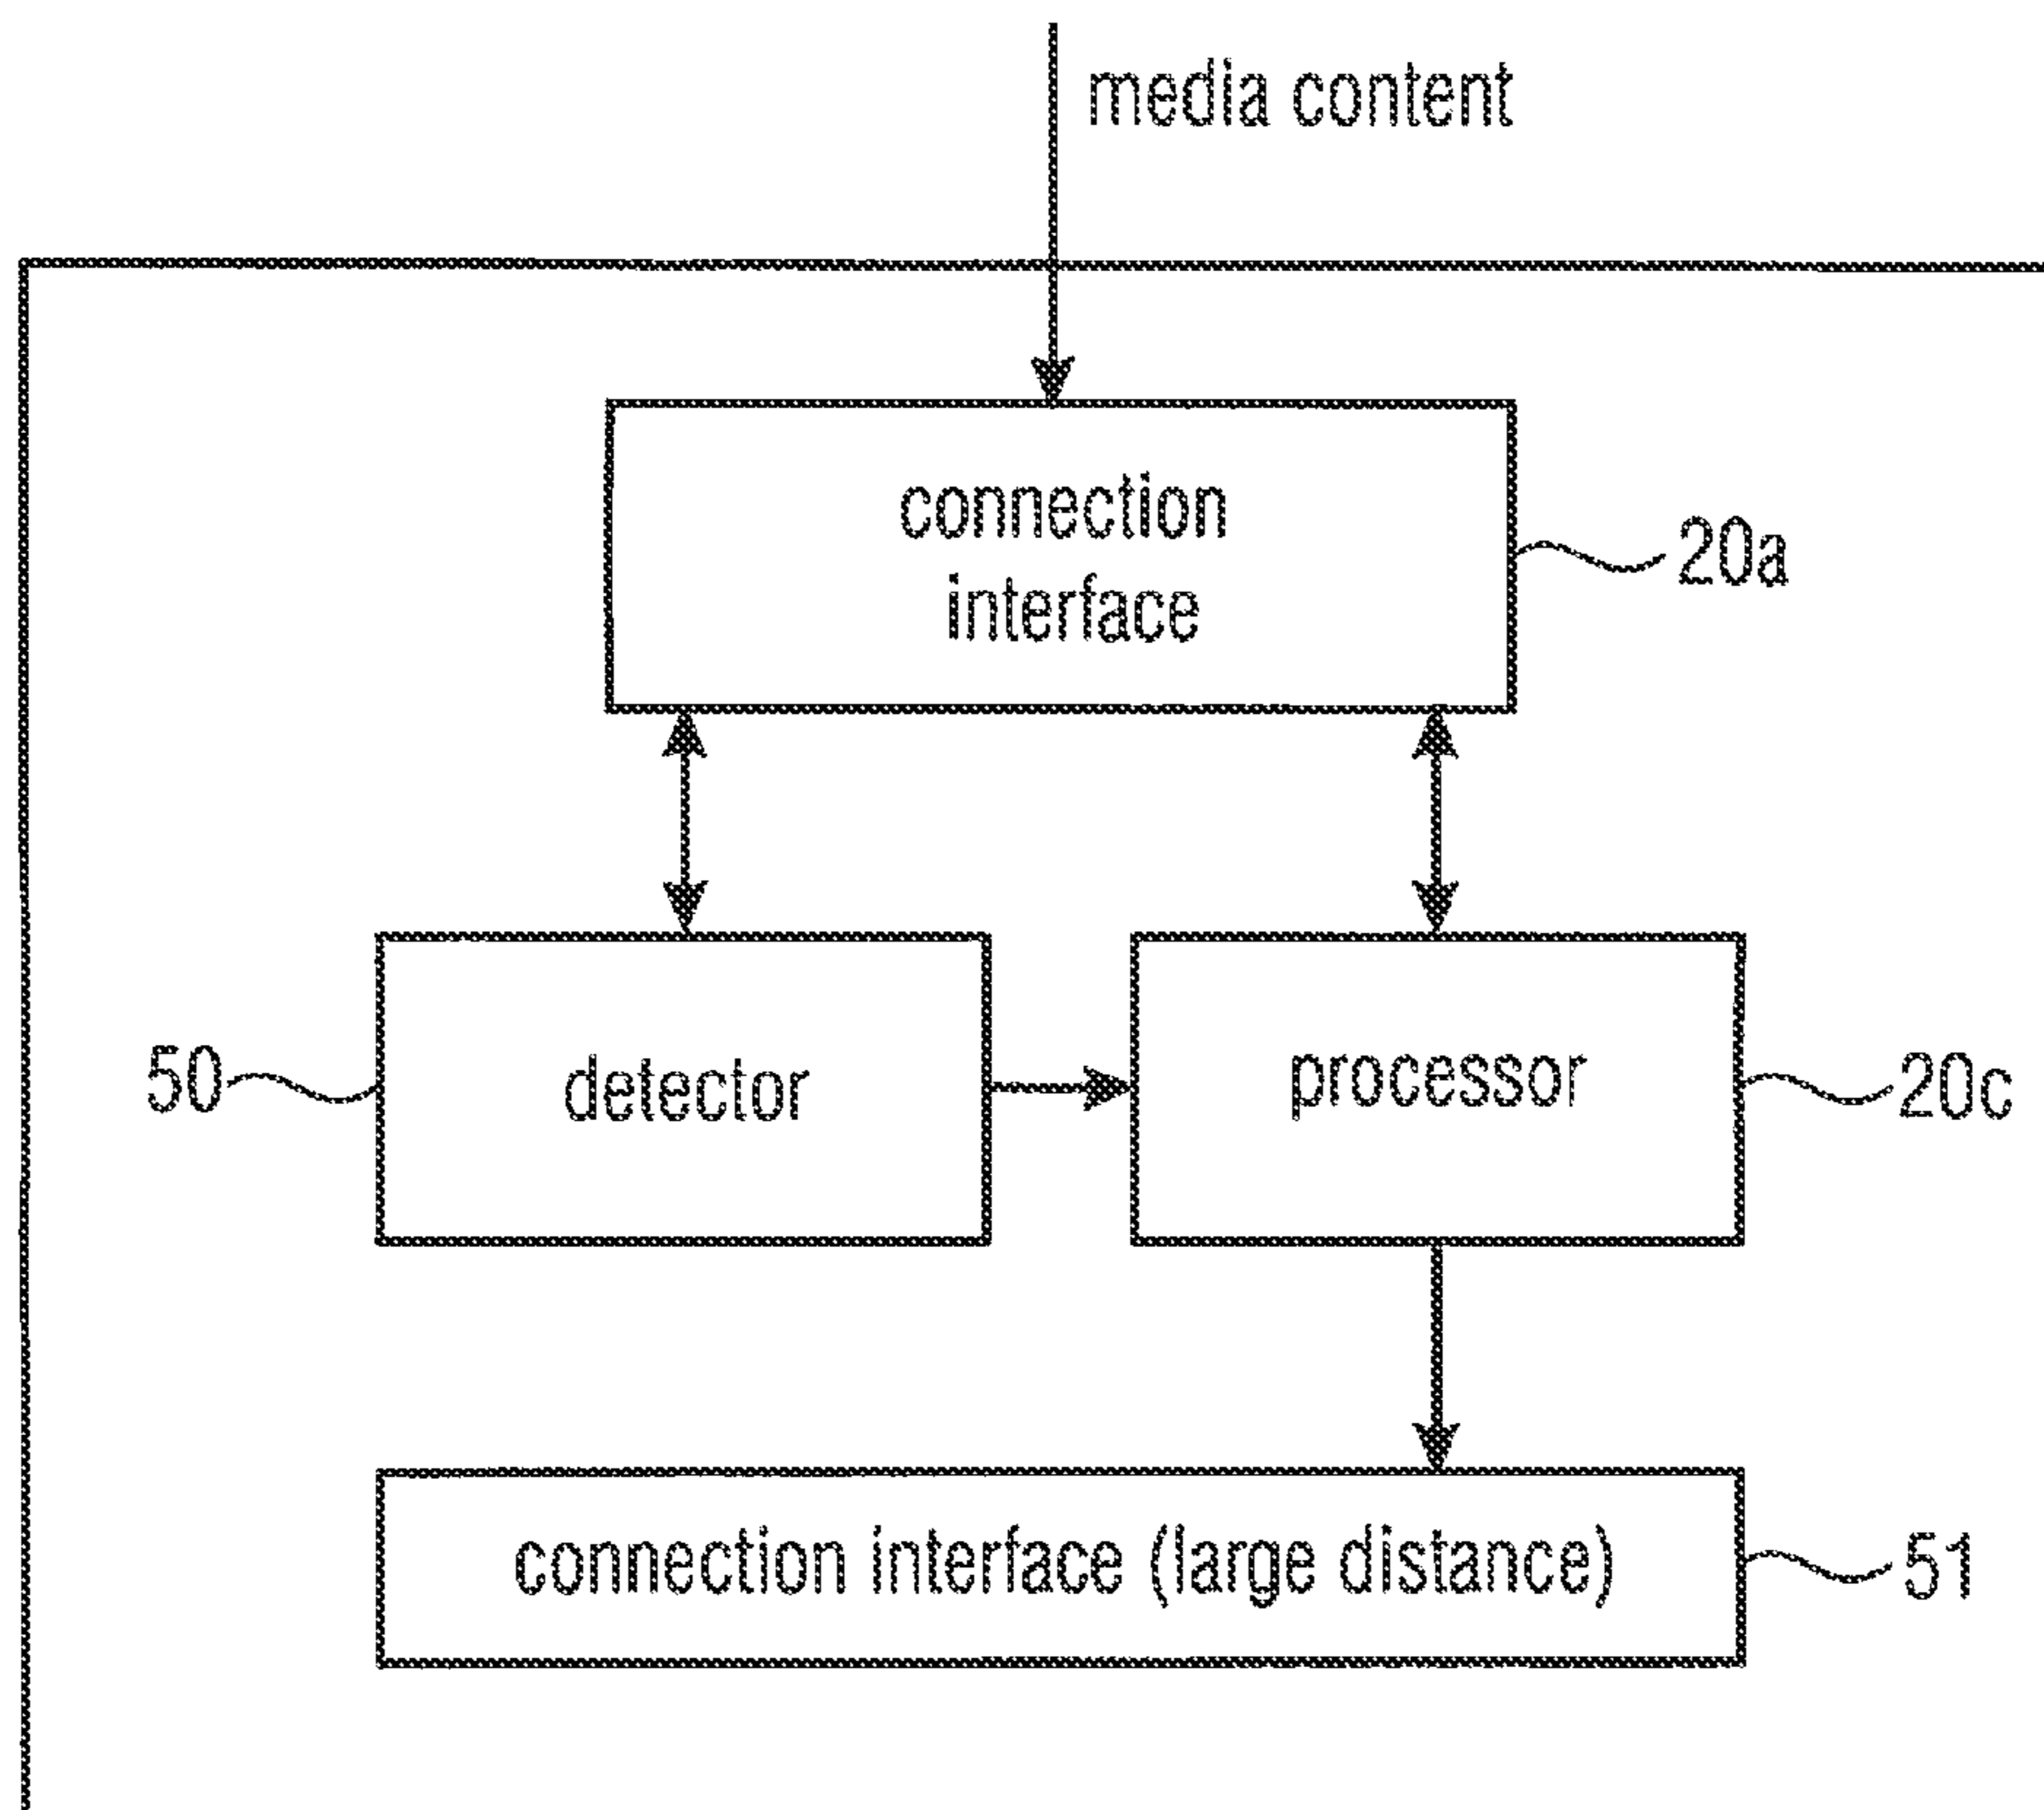 media content
connection
interface
20a
50
detector
processor
20c
connection interface (large distance)
51